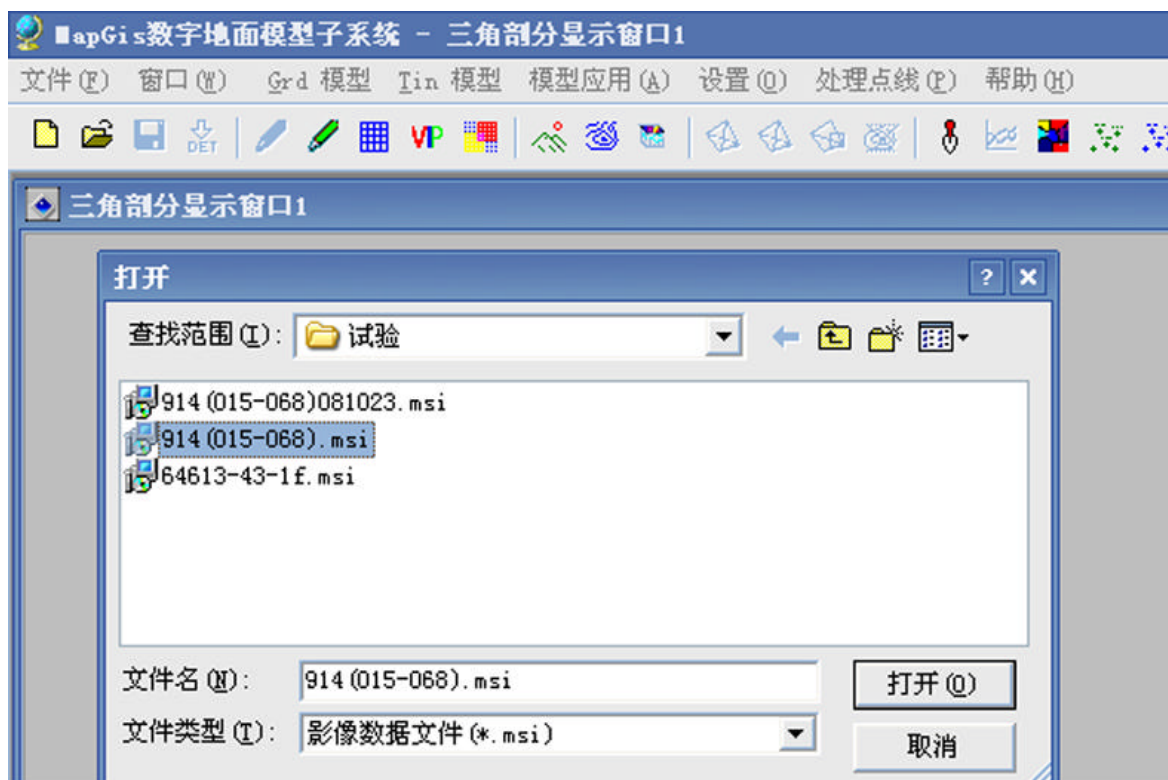 MapGis数字地面模型子系统 - 三角剖分显示窗口1
文件(F) 窗口(W) Grd 模型 Tin 模型 模型应用(A) 设置(O) 处理点线(P) 帮助(H)
DET VP
三角剖分显示窗口1
打开
查找范围(I): 试验
914(015-068)081023.msi
914(015-068).msi
64613-43-1f.msi
文件名(N): 914(015-068).msi 打开(O)
文件类型(T): 影像数据文件(*.msi) 取消